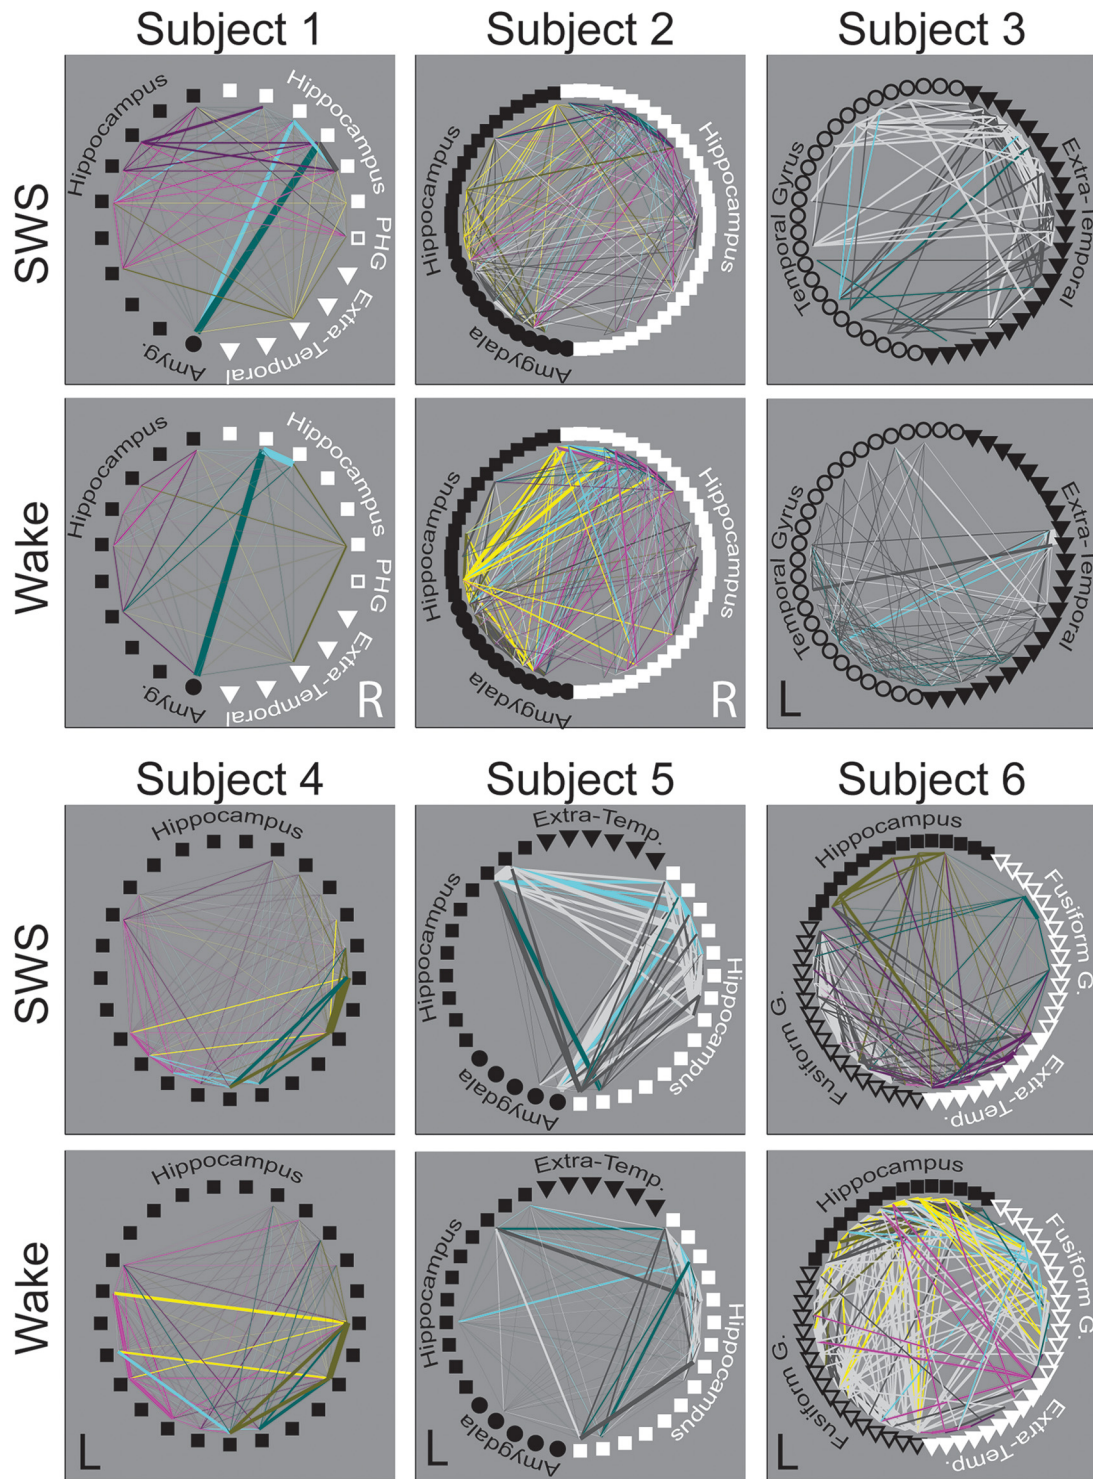 Subject 1
Subject 2
Subject 3
SWS
Hippocampus
Hippocampus
PHG
Extra-Temporal
Amyg.
Hippocampus
Hippocampus
Amgydala
Temporal Gyrus
Extra-Temporal
Wake
Hippocampus
Hippocampus
PHG
Extra-Temporal
Amyg.
R
Hippocampus
Hippocampus
Amgydala
R
Temporal Gyrus
Extra-Temporal
L
Subject 4
Subject 5
Subject 6
SWS
Hippocampus
Extra-Temp.
Hippocampus
Hippocampus
Amygdala
Hippocampus
Fusiform G.
Fusiform G.
Extra-Temp.
Wake
Hippocampus
L
Extra-Temp.
Hippocampus
Hippocampus
Amygdala
L
Hippocampus
Fusiform G.
Fusiform G.
Extra-Temp.
L